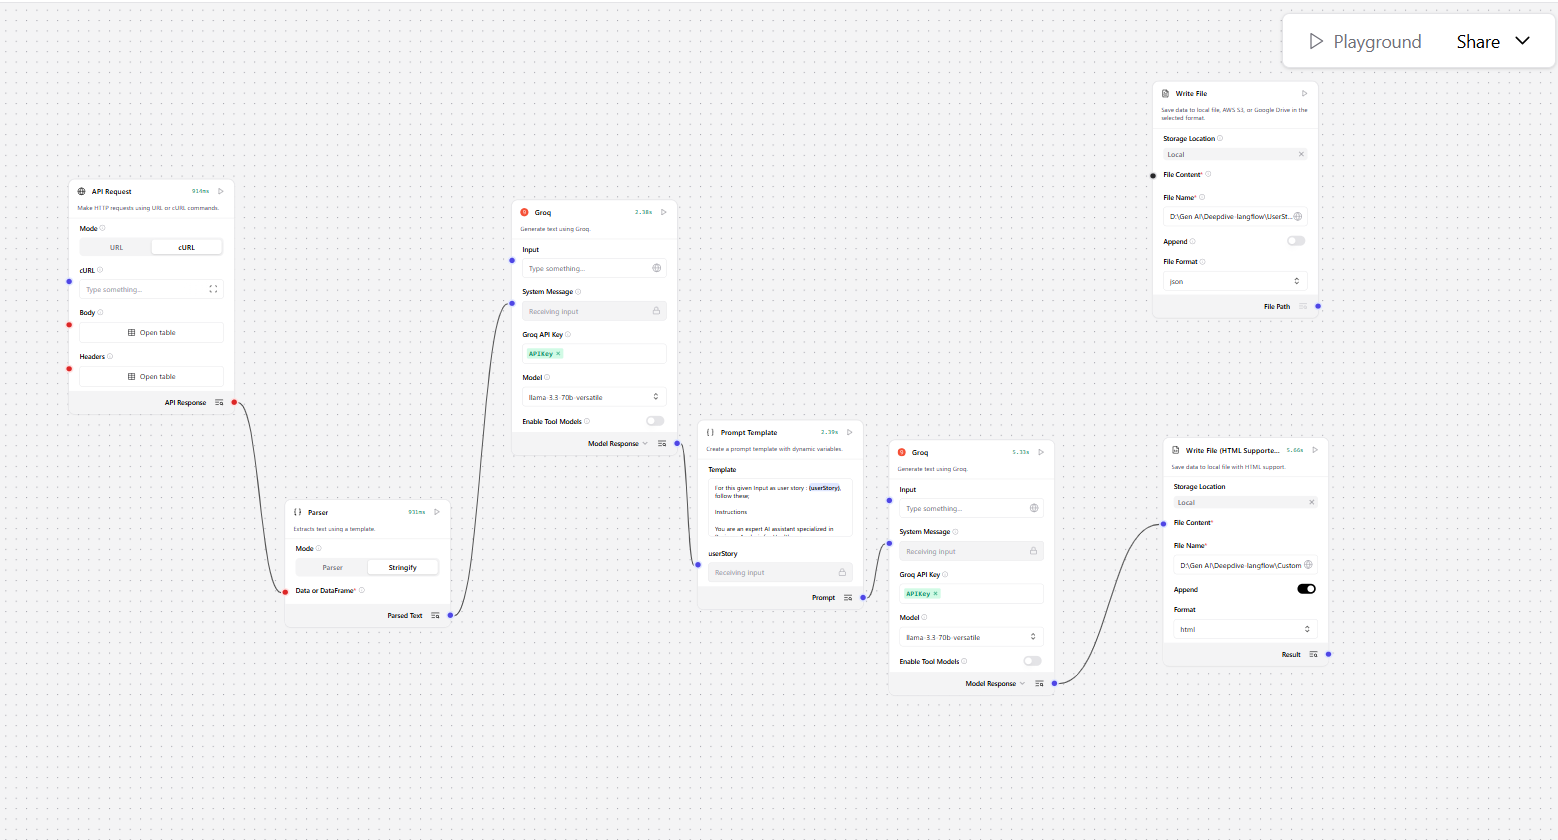 Playground
Share
Write File
Save data to local file, AWS S3, or Google Drive in the
selected format.
Storage Location
Local
File Content*
File Name*
D:\Gen AI\Deepdive-langflow\UserSt...
Append
File Format
json
File Path
API Request
914ms
Make HTTP requests using URL or cURL commands.
Mode
URL
cURL
cURL
Type something...
Body
Open table
Headers
Open table
API Response
Parser
931ms
Extracts text using a template.
Mode
Parser
Stringify
Data or DataFrame*
Parsed Text
Groq
2.38s
Generate text using Groq.
Input
Type something...
System Message
Receiving input
Groq API Key
APIKey
Model
llama-3.3-70b-versatile
Enable Tool Models
Model Response
Prompt Template
2.39s
Create a prompt template with dynamic variables.
Template
For this given Input as user story : {userStory},
follow these;
Instructions
You are an expert AI assistant specialized in
userStory
Receiving input
Prompt
Groq
5.33s
Generate text using Groq.
Input
Type something...
System Message
Receiving input
Groq API Key
APIKey
Model
llama-3.3-70b-versatile
Enable Tool Models
Model Response
Write File (HTML Supporte...
5.66s
Save data to local file with HTML support.
Storage Location
Local
File Content*
File Name*
D:\Gen AI\Deepdive-langflow\Custom
Append
Format
html
Result